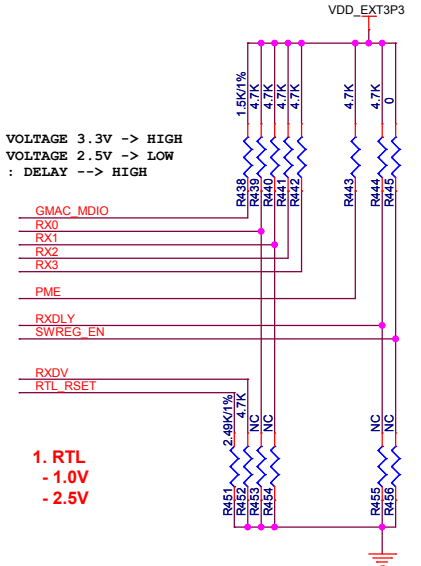 VDD_EXT3P3
1.5K/1%
4.7K
4.7K
4.7K
4.7K
4.7K
4.7K
0
VOLTAGE 3.3V -> HIGH
VOLTAGE 2.5V -> LOW
: DELAY --> HIGH
R438
R439
R440
R441
R442
R443
R444
R445
GMAC_MDIO
RX0
RX1
RX2
RX3
PME
RXDLY
SWREG_EN
RXDV
RTL_RSET
2.49K/1%
4.7K
NC
NC
NC
NC
1. RTL
- 1.0V
- 2.5V
R451
R452
R453
R454
R455
R456